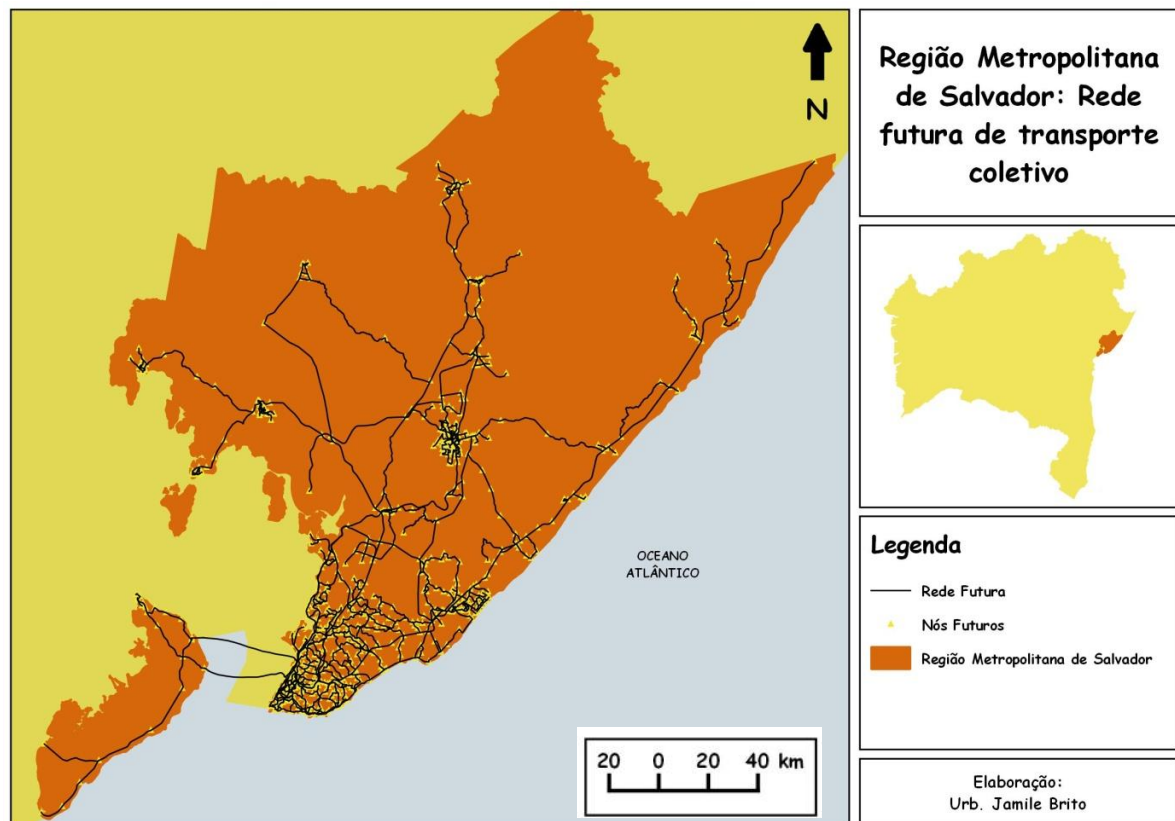 N
Região Metropolitana
de Salvador: Rede
futura de transporte
coletivo
OCEANO
ATLÂNTICO
20 0 20 40 km
Legenda
Rede Futura
Nós Futuros
Região Metropolitana de Salvador
Elaboração:
Urb. Jamile Brito